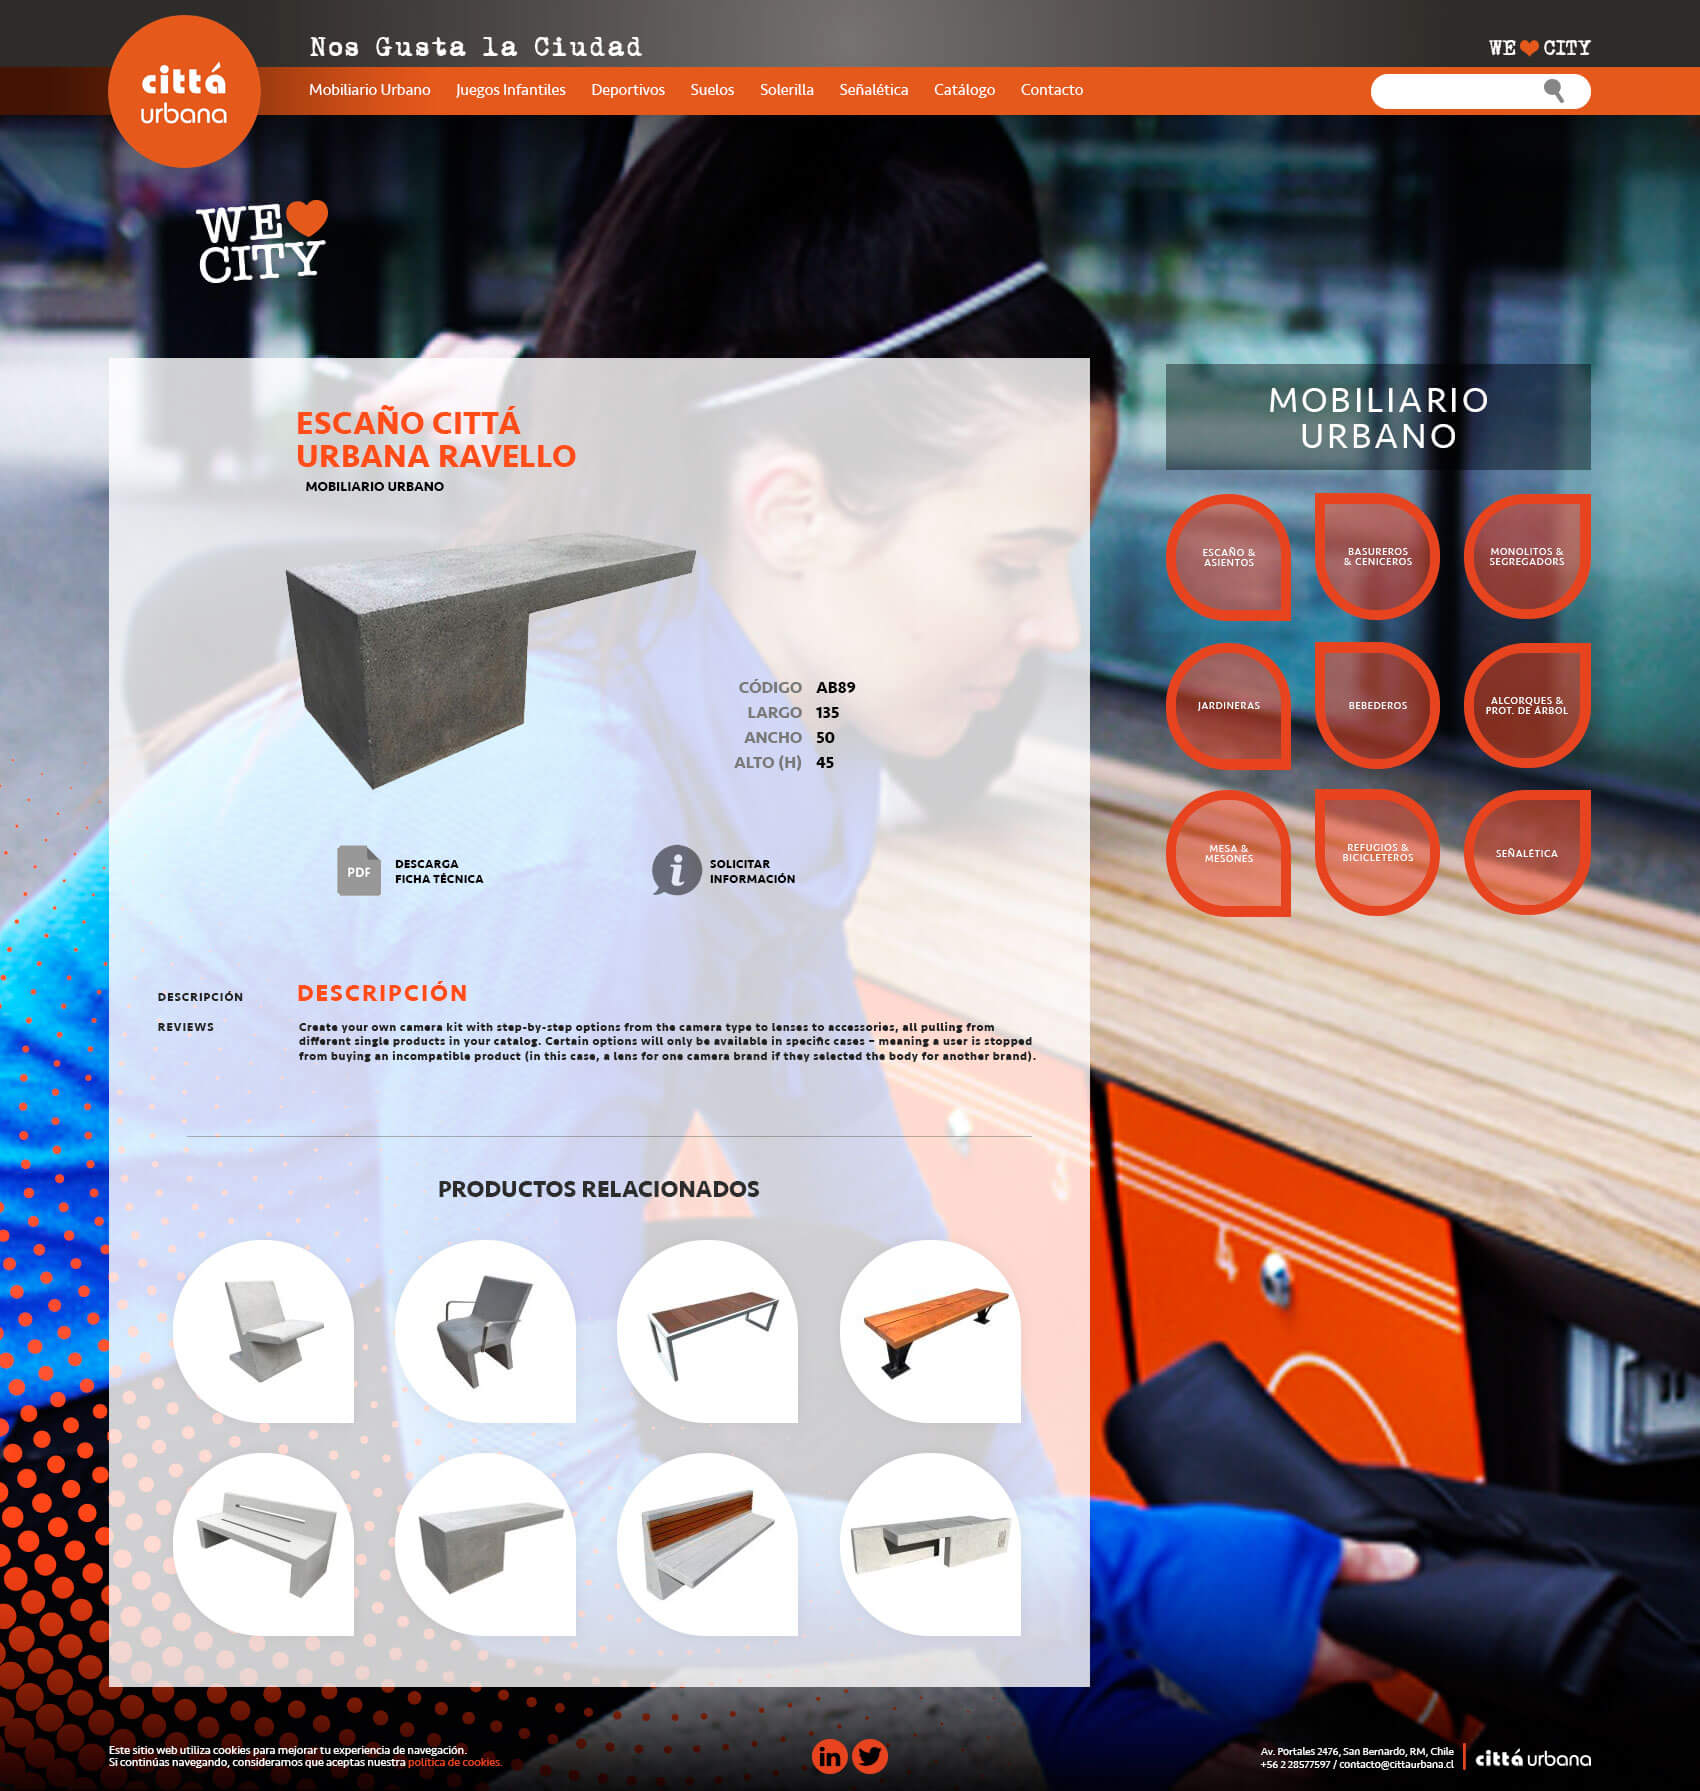 Nos Gusta la Ciudad
WE CITY
cittá
urbana
Mobiliario Urbano Juegos Infantiles Deportivos Suelos Solerilla Señalética Catálogo Contacto
WE
CITY
ESCAÑO CITTÁ
URBANA RAVELLO
MOBILIARIO URBANO
CÓDIGO AB89
LARGO 135
ANCHO 50
ALTO (H) 45
PDF
DESCARGA
FICHA TÉCNICA
SOLICITAR
INFORMACIÓN
DESCRIPCIÓN
REVIEWS
DESCRIPCIÓN
Create your own camera kit with step-by-step options from the camera type to lenses to accessories, all pulling from
different single products in your catalog. Certain options will only be available in specific cases – meaning a user is stopped
from buying an incompatible product (in this case, a lens for one camera brand if they selected the body for another brand).
PRODUCTOS RELACIONADOS
MOBILIARIO
URBANO
ESCAÑO &
ASIENTOS
BASUREROS
& CENICEROS
MONOLITOS &
SEGREGADORS
JARDINERAS
BEBEDEROS
ALCORQUES &
PROT. DE ÁRBOL
MESA &
MESONES
REFUGIOS &
BICICLETEROS
SEÑALÉTICA
Este sitio web utiliza cookies para mejorar tu experiencia de navegación.
Si continúas navegando, consideramos que aceptas nuestra política de cookies.
in
Av. Portales 2476, San Bernardo, RM, Chile
+56 2 28577597 / contacto@cittaurbana.cl
cittá urbana